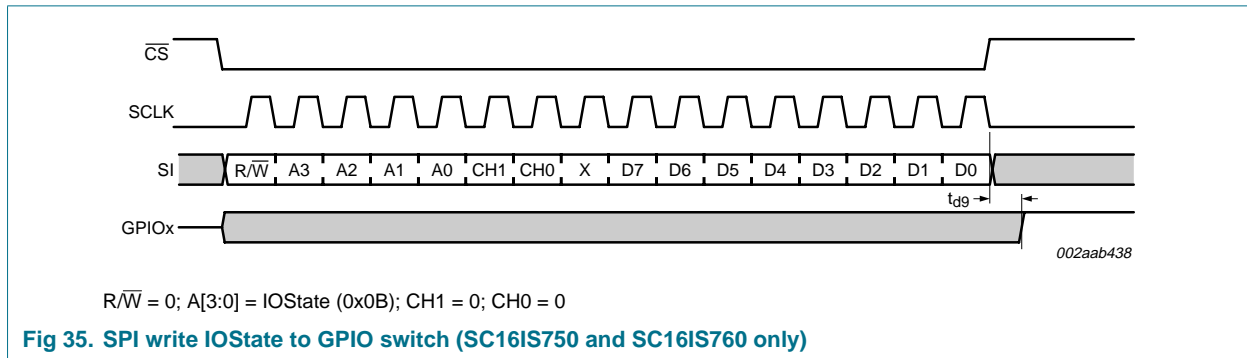 CS
SCLK
SI R/W A3 A2 A1 A0 CH1 CH0 X D7 D6 D5 D4 D3 D2 D1 D0
td9
GPIOx
002aab438
R/W = 0; A[3:0] = IOState (0x0B); CH1 = 0; CH0 = 0
Fig 35. SPI write IOState to GPIO switch (SC16IS750 and SC16IS760 only)